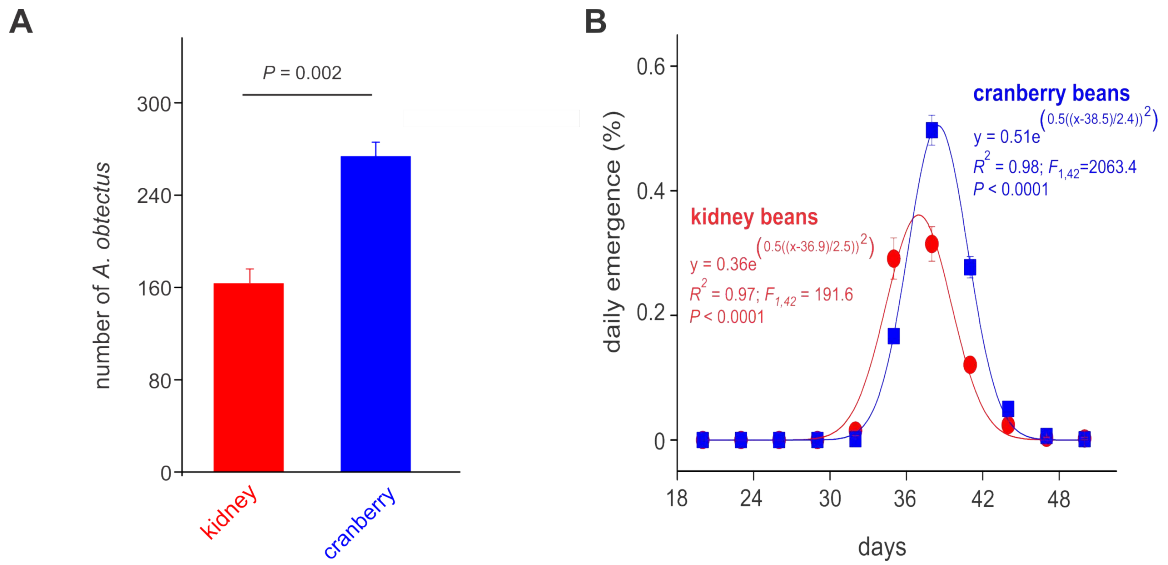 A
P = 0.002
300
240
160
80
0
number of A. obtectus
kidney
cranberry
B
0.6
0.4
0.2
0
daily emergence (%)
cranberry beans
y = 0.51e(0.5((x-38.5)/2.4))2)
R2 = 0.98; F1,42=2063.4
P < 0.0001
kidney beans
y = 0.36e(0.5((x-36.9)/2.5))2)
R2 = 0.97; F1,42 = 191.6
P < 0.0001
18 24 30 36 42 48
days